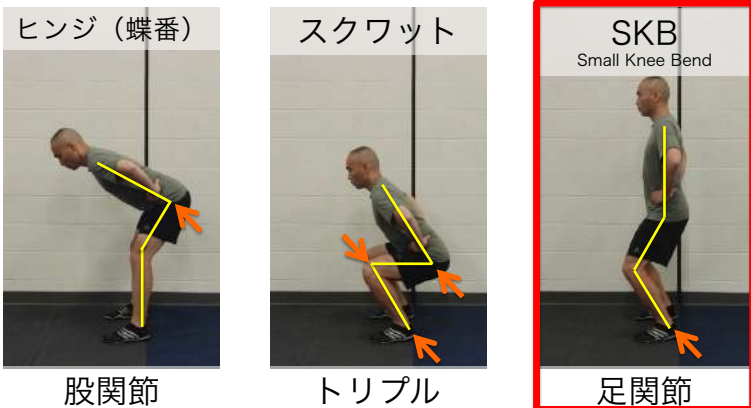 ヒンジ（蝶番）
スクワット
SKB
Small Knee Bend
股関節
トリプル
足関節